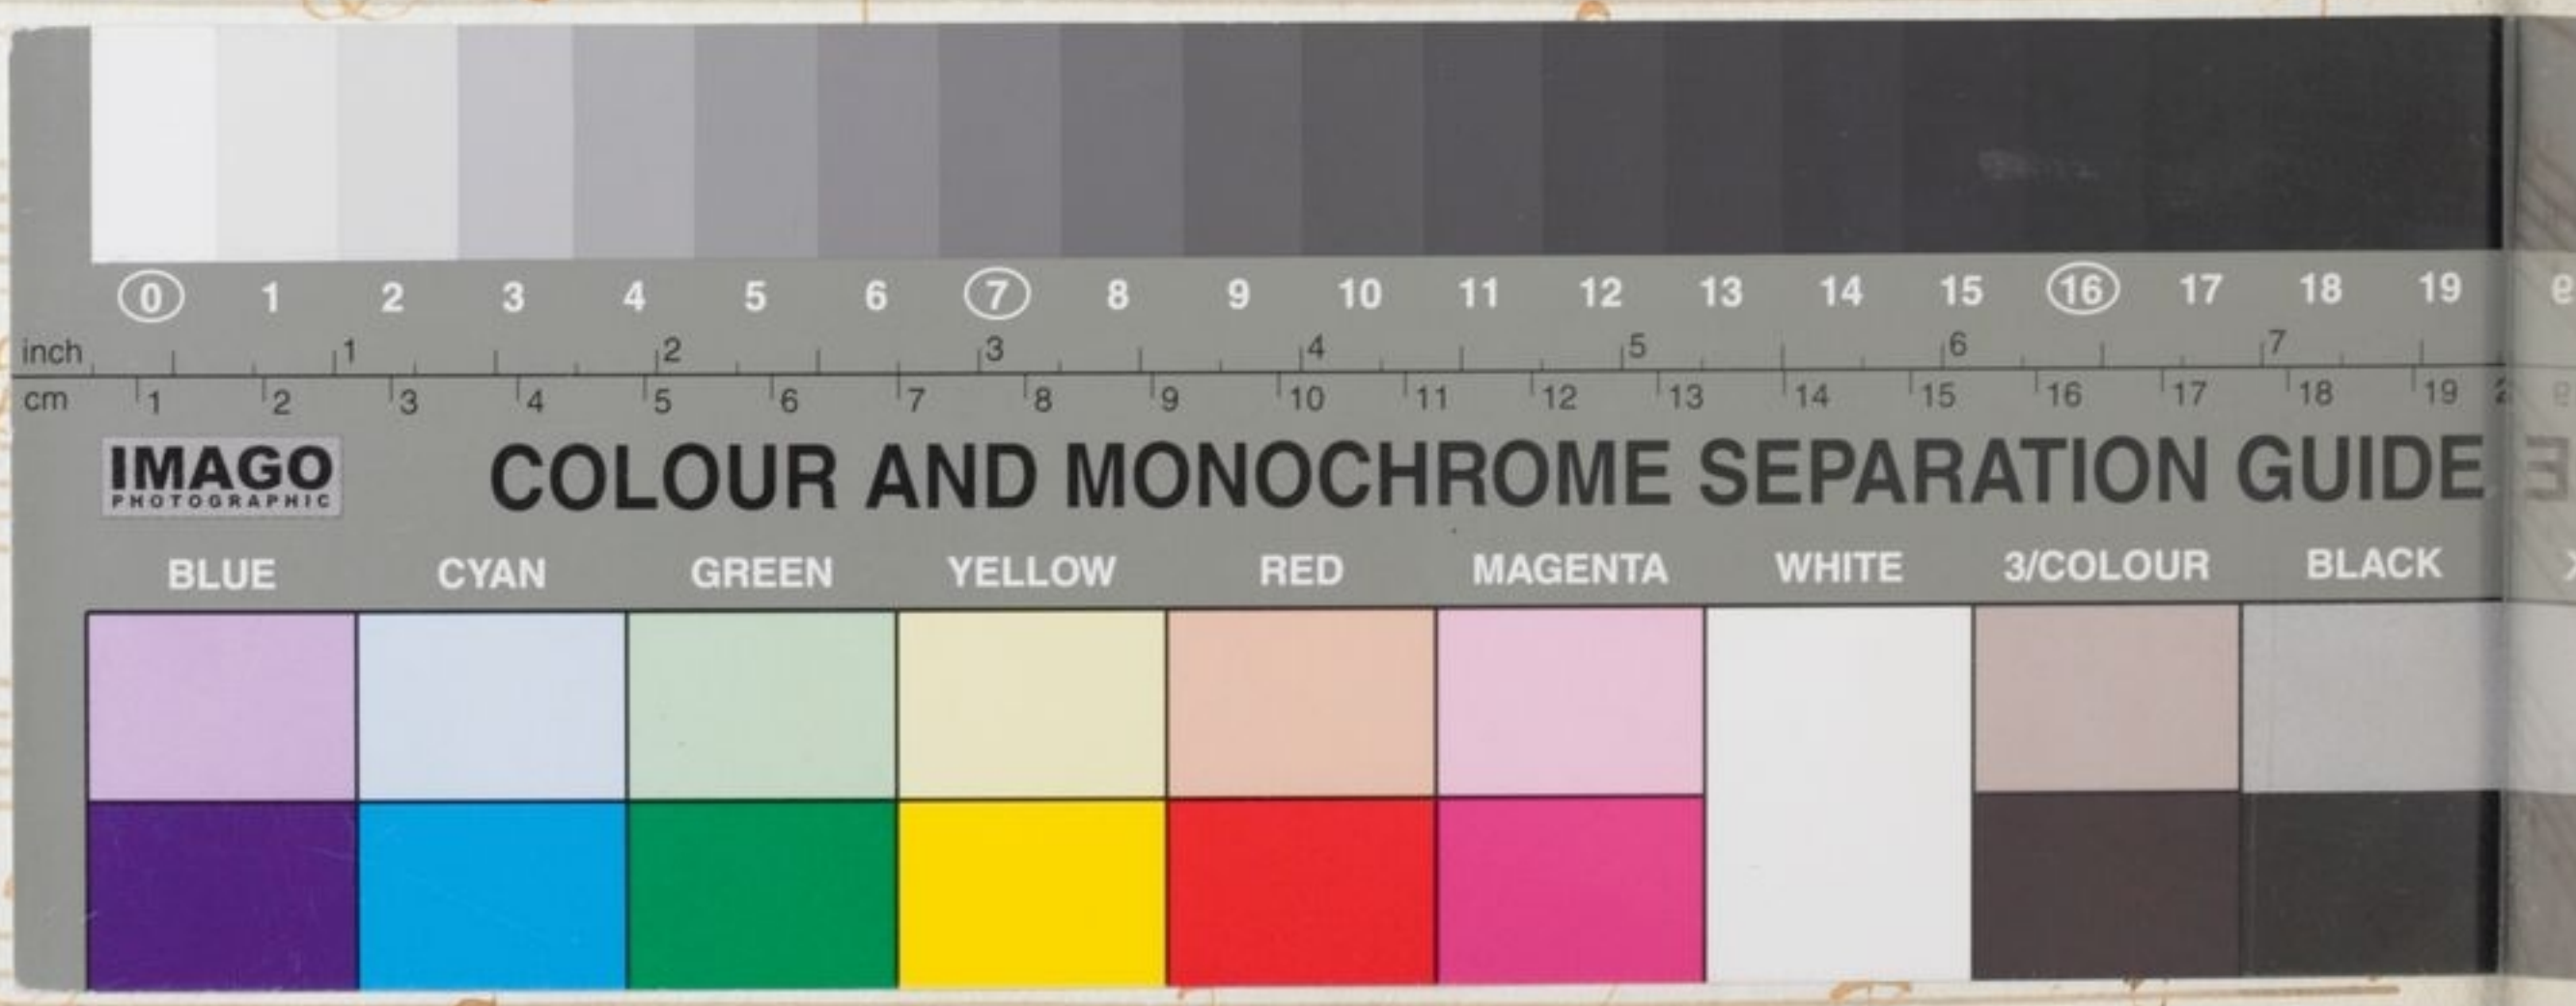 0 1 2 3 4 5 6 7 8 9 10 11 12 13 14 15 16 17 18 19
inch 1 2 3 4 5 6 7
cm 1 2 3 4 5 6 7 8 9 10 11 12 13 14 15 16 17 18 19
IMAGO
PHOTOGRAPHIC
COLOUR AND MONOCHROME SEPARATION GUIDE
BLUE CYAN GREEN YELLOW RED MAGENTA WHITE 3/COLOUR BLACK